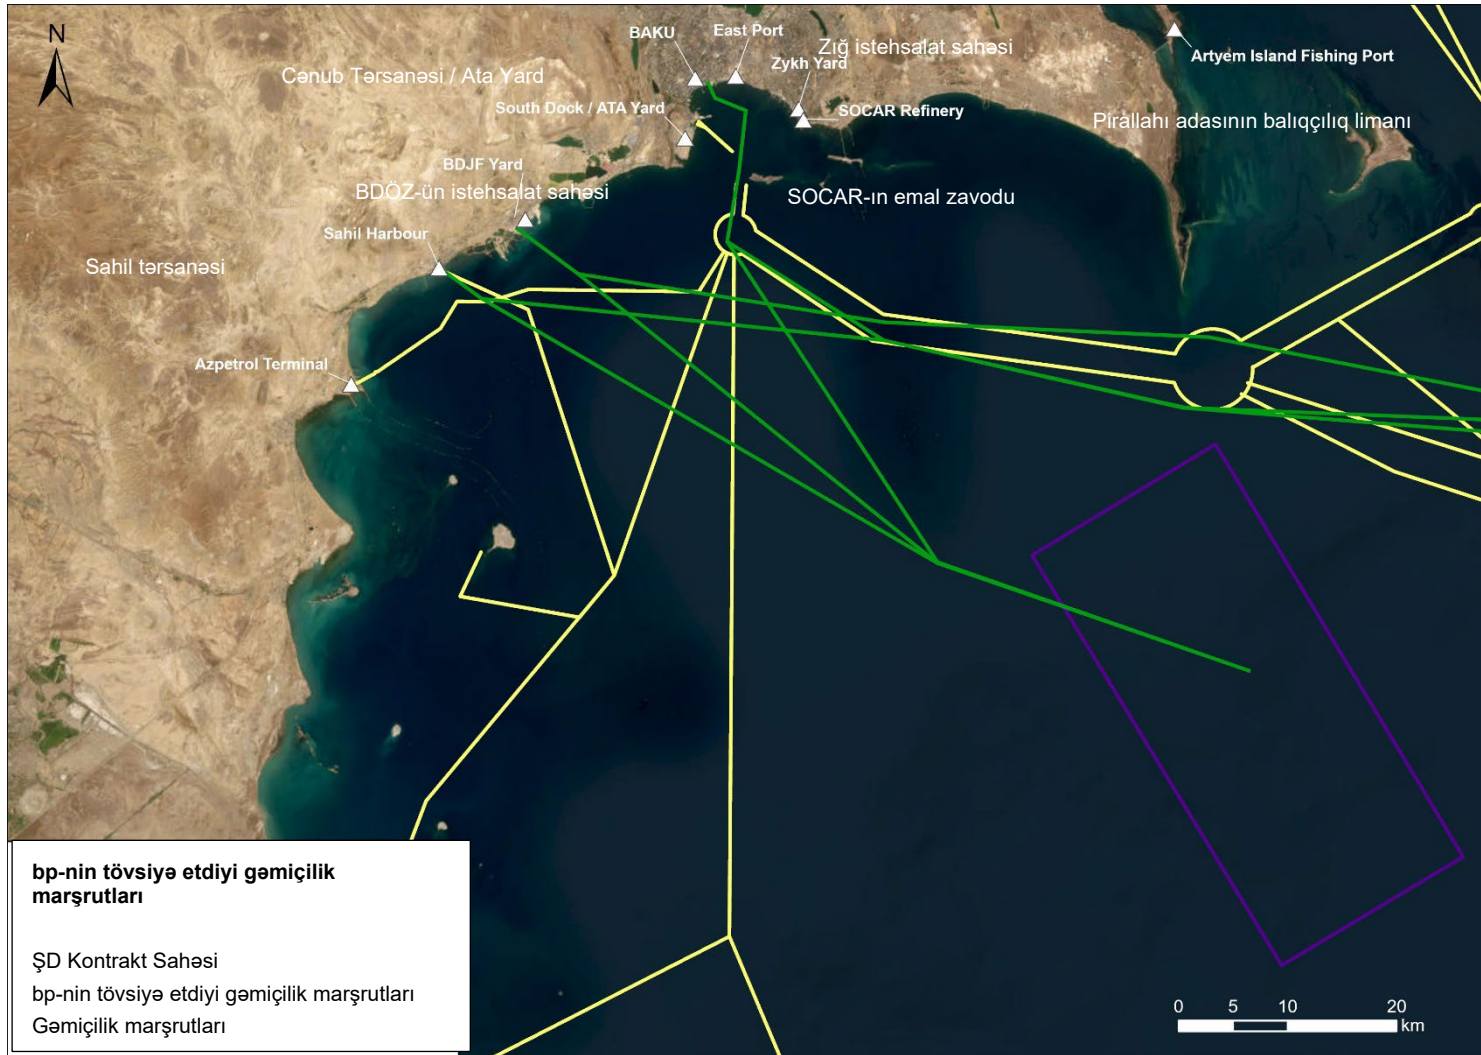 N
BAKU
East Port
Zığ istehsalat sahəsi
Artyem Island Fishing Port
Zykh Yard
Cənub Tərsanəsi / Ata Yard
South Dock / ATA Yard
SOCAR Refinery
Pirallahı adasının balıqçılıq limanı
BDJF Yard
BDÖZ-ün istehsalat sahəsi
SOCAR-ın emal zavodu
Sahil Harbour
Sahil tərsanəsi
Azpetrol Terminal
bp-nin tövsiyə etdiyi gəmiçilik
marşrutları
ŞD Kontrakt Sahəsi
bp-nin tövsiyə etdiyi gəmiçilik marşrutları
Gəmiçilik marşrutları
0 5 10 20
km